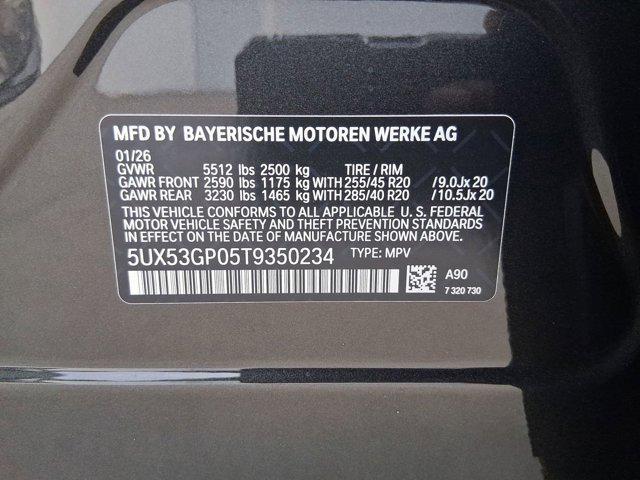 MFD BY BAYERISCHE MOTOREN WERKE AG
01/26
GVWR 5512 lbs 2500 kg TIRE / RIM
GAWR FRONT 2590 lbs 1175 kg WITH 255/45 R20 /9.0Jx 20
GAWR REAR 3230 lbs 1465 kg WITH 285/40 R20 /10.5Jx 20
THIS VEHICLE CONFORMS TO ALL APPLICABLE U.S. FEDERAL
MOTOR VEHICLE SAFETY AND THEFT PREVENTION STANDARDS
IN EFFECT ON THE DATE OF MANUFACTURE SHOWN ABOVE.
5UX53GP05T9350234 TYPE: MPV
A90
7 320 730